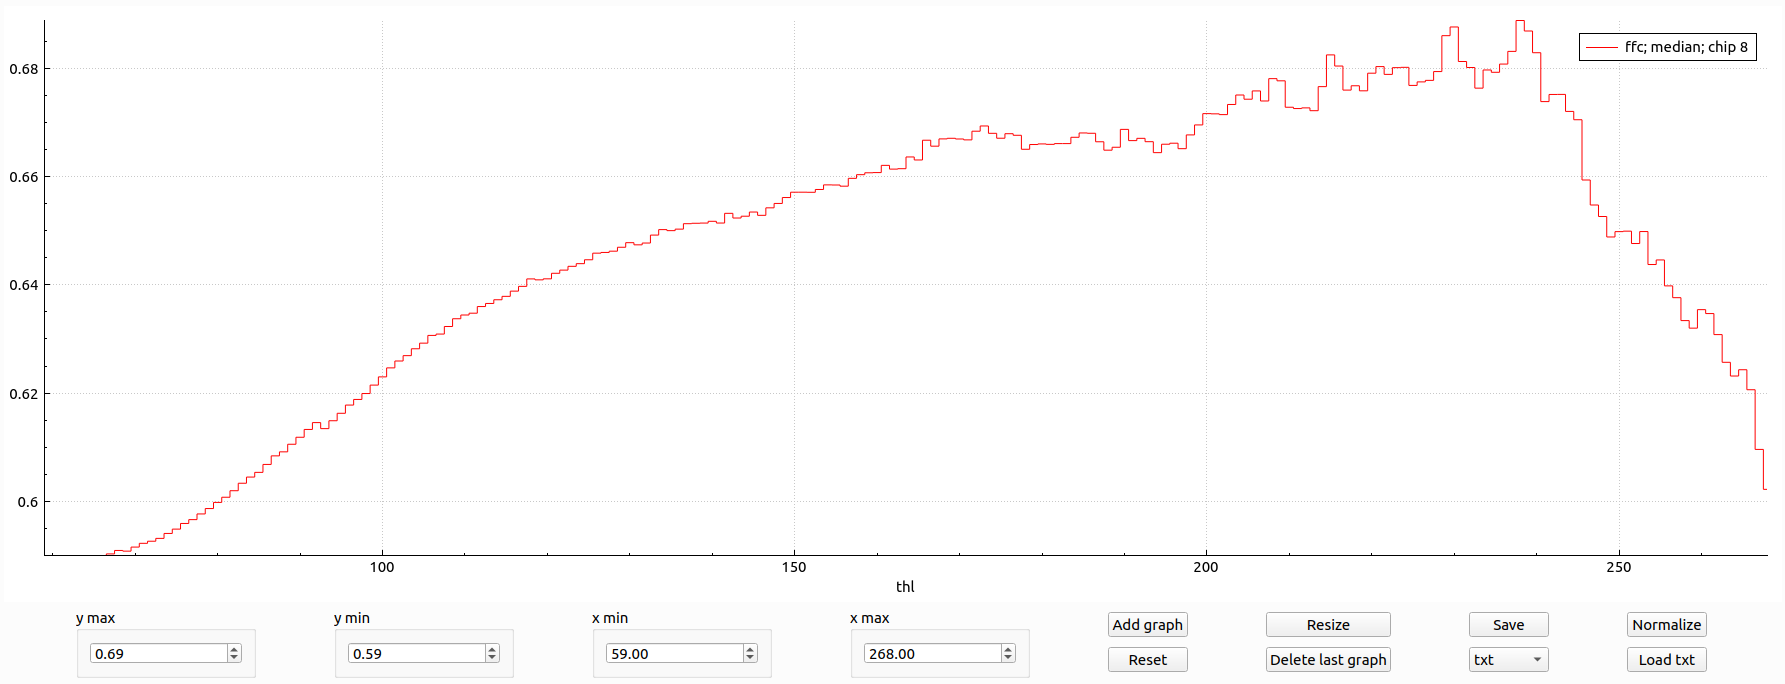 ffc; median; chip 8
0.68
0.66
0.64
0.62
0.6
100 150 200 250
thl
y max y min x min x max
0.69 0.59 59.00 268.00
Add graph Resize Save Normalize
Reset Delete last graph txt Load txt